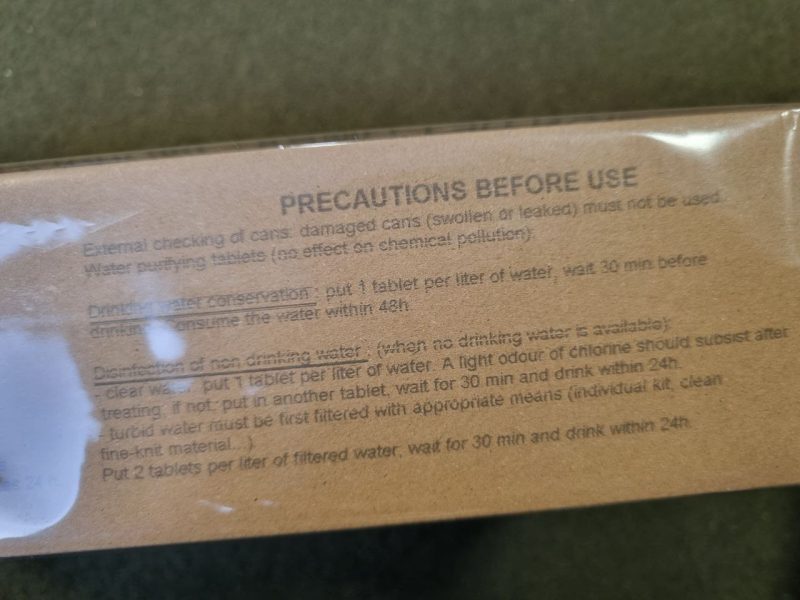 PRECAUTIONS BEFORE USE
External checking of cans: damaged cans (swollen or leaked) must not be used.
Water purifying tablets (no effect on chemical pollution):
Drinking water conservation : put 1 tablet per liter of water, wait 30 min before
drinking onsume the water within 48h
Disinfection of non drinking water : (when no drinking water is available):
- clear wa put 1 tablet per liter of water. A light odour of chlorine should subsist after
treating; if not, put in another tablet, wait for 30 min and drink within 24h.
- turbid water must be first filtered with appropriate means (individual kit, clean
fine-knit material...)
Put 2 tablets per liter of filtered water, wait for 30 min and drink within 24h.